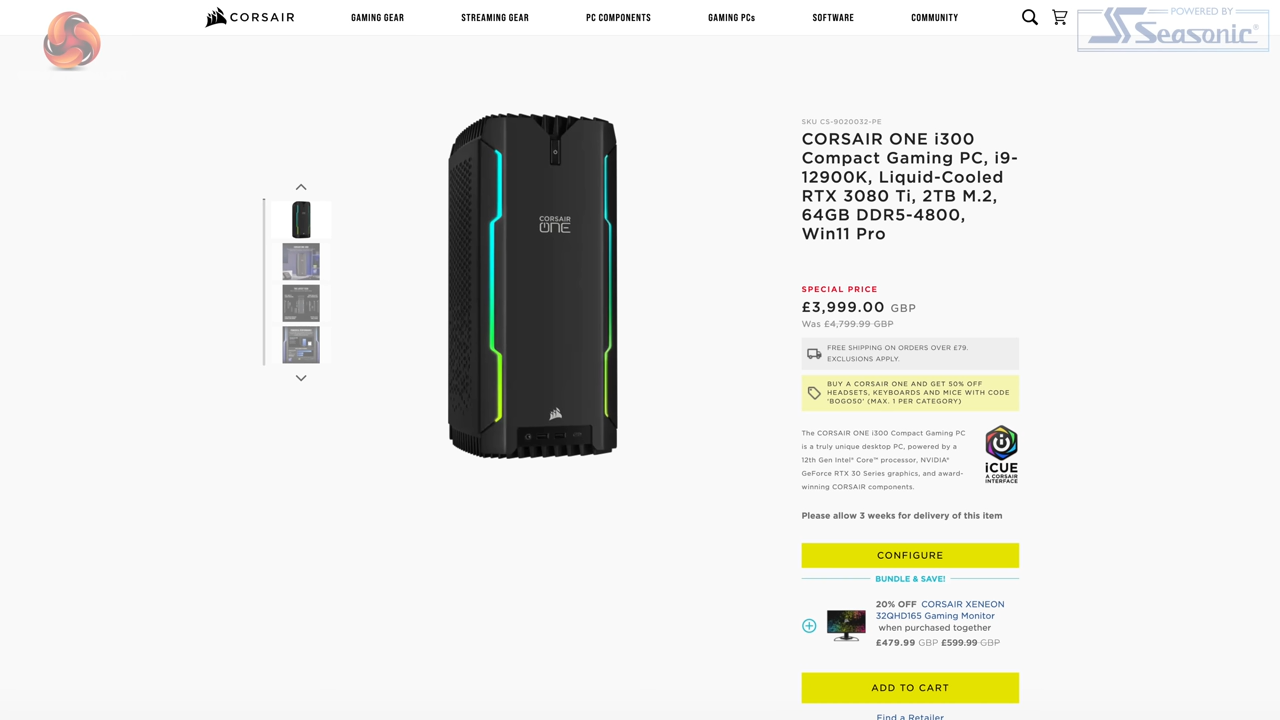 CORSAIR
GAMING GEAR
STREAMING GEAR
PC COMPONENTS
GAMING PCs
SOFTWARE
COMMUNITY
POWERED BY
Seasonic®
SKU CS-9020032-PE
CORSAIR ONE i300
Compact Gaming PC, i9-
12900K, Liquid-Cooled
RTX 3080 Ti, 2TB M.2,
64GB DDR5-4800,
Win11 Pro
CORSAIR
ONE
SPECIAL PRICE
£3,999.00 GBP
Was £4,799.99 GBP
FREE SHIPPING ON ORDERS OVER £79.
EXCLUSIONS APPLY.
BUY A CORSAIR ONE AND GET 50% OFF
HEADSETS, KEYBOARDS AND MICE WITH CODE
'BOGO50' (MAX. 1 PER CATEGORY)
The CORSAIR ONE i300 Compact Gaming PC
is a truly unique desktop PC, powered by a
12th Gen Intel® Core™ processor, NVIDIA®
GeForce RTX 30 Series graphics, and award-
winning CORSAIR components.
iCUE
A CORSAIR
INTERFACE
Please allow 3 weeks for delivery of this item
CONFIGURE
BUNDLE & SAVE!
20% OFF CORSAIR XENEON
32QHD165 Gaming Monitor
when purchased together
£479.99 GBP £599.99 GBP
ADD TO CART
Find a Retailer